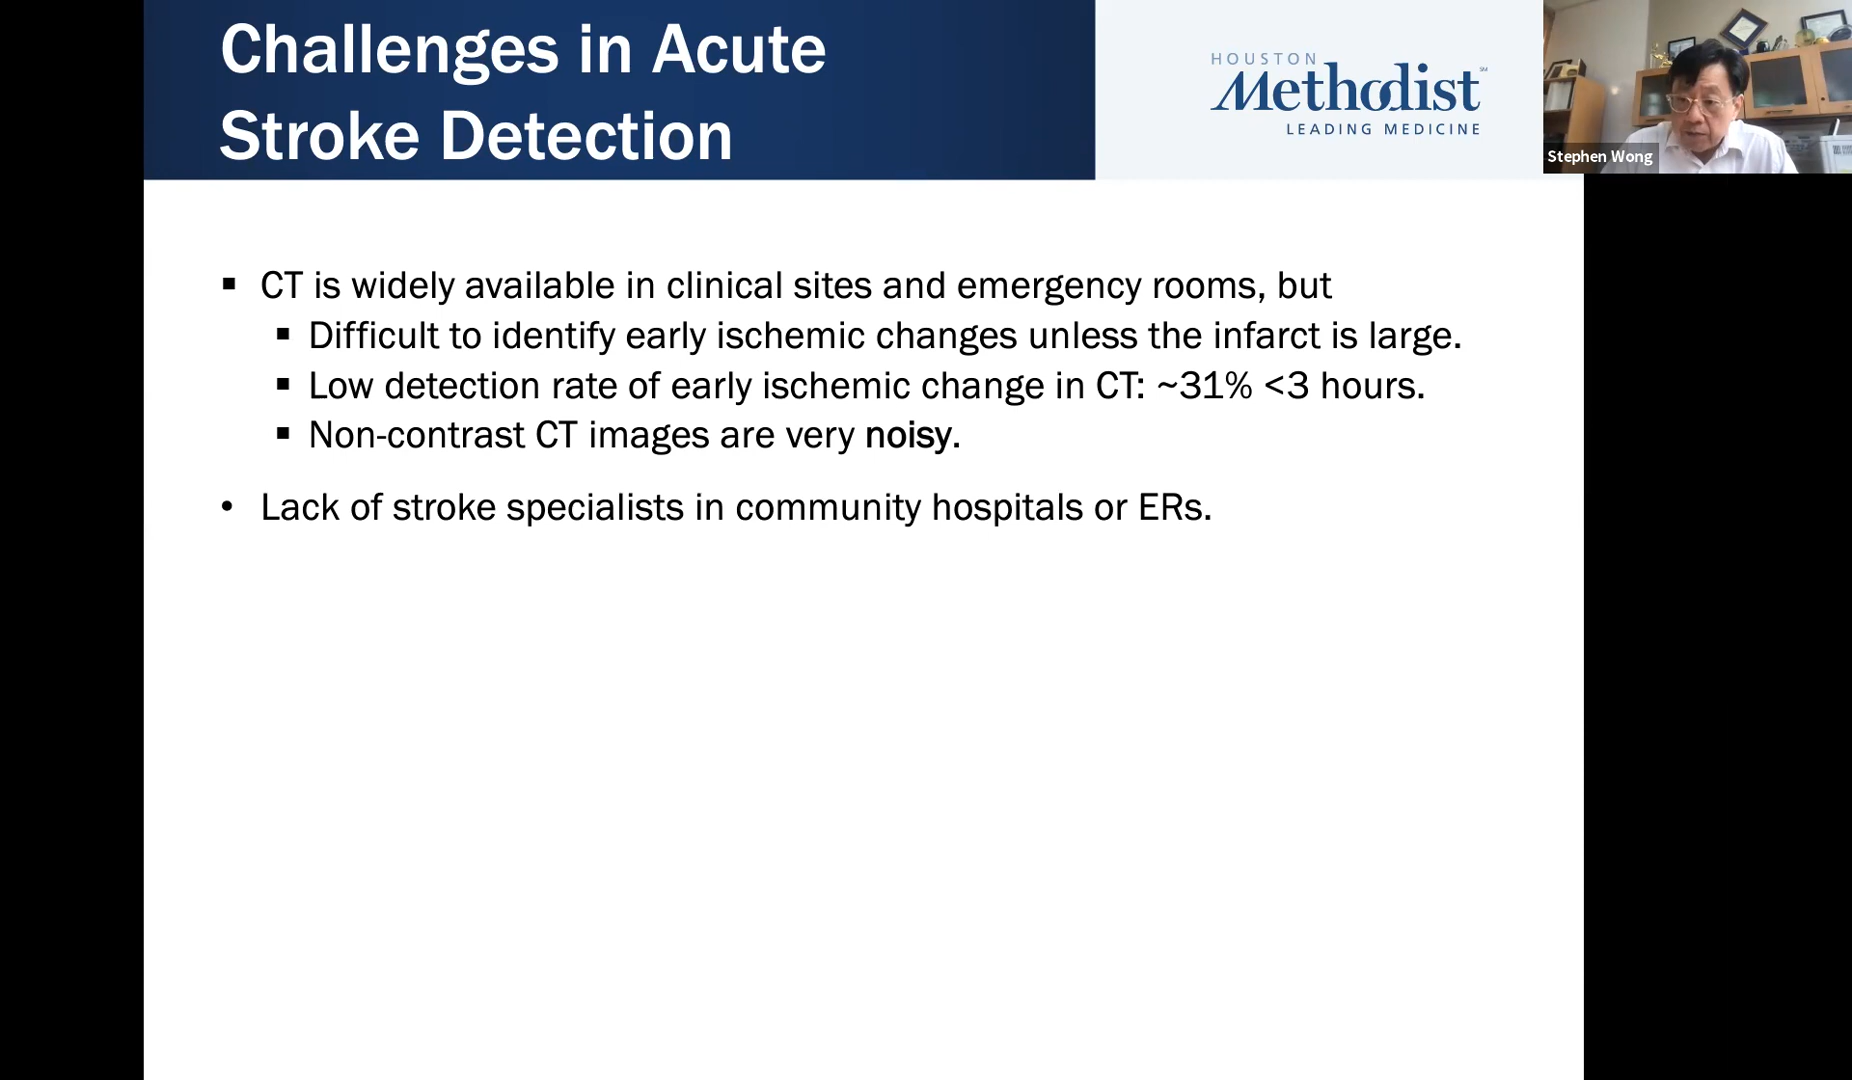 Challenges in Acute
Stroke Detection
HOUSTON
Methodist℠
LEADING MEDICINE
Stephen Wong
▪ CT is widely available in clinical sites and emergency rooms, but
▪ Difficult to identify early ischemic changes unless the infarct is large.
▪ Low detection rate of early ischemic change in CT: ~31% <3 hours.
▪ Non-contrast CT images are very noisy.
• Lack of stroke specialists in community hospitals or ERs.